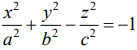 x²/a² + y²/b² − z²/c² = −1